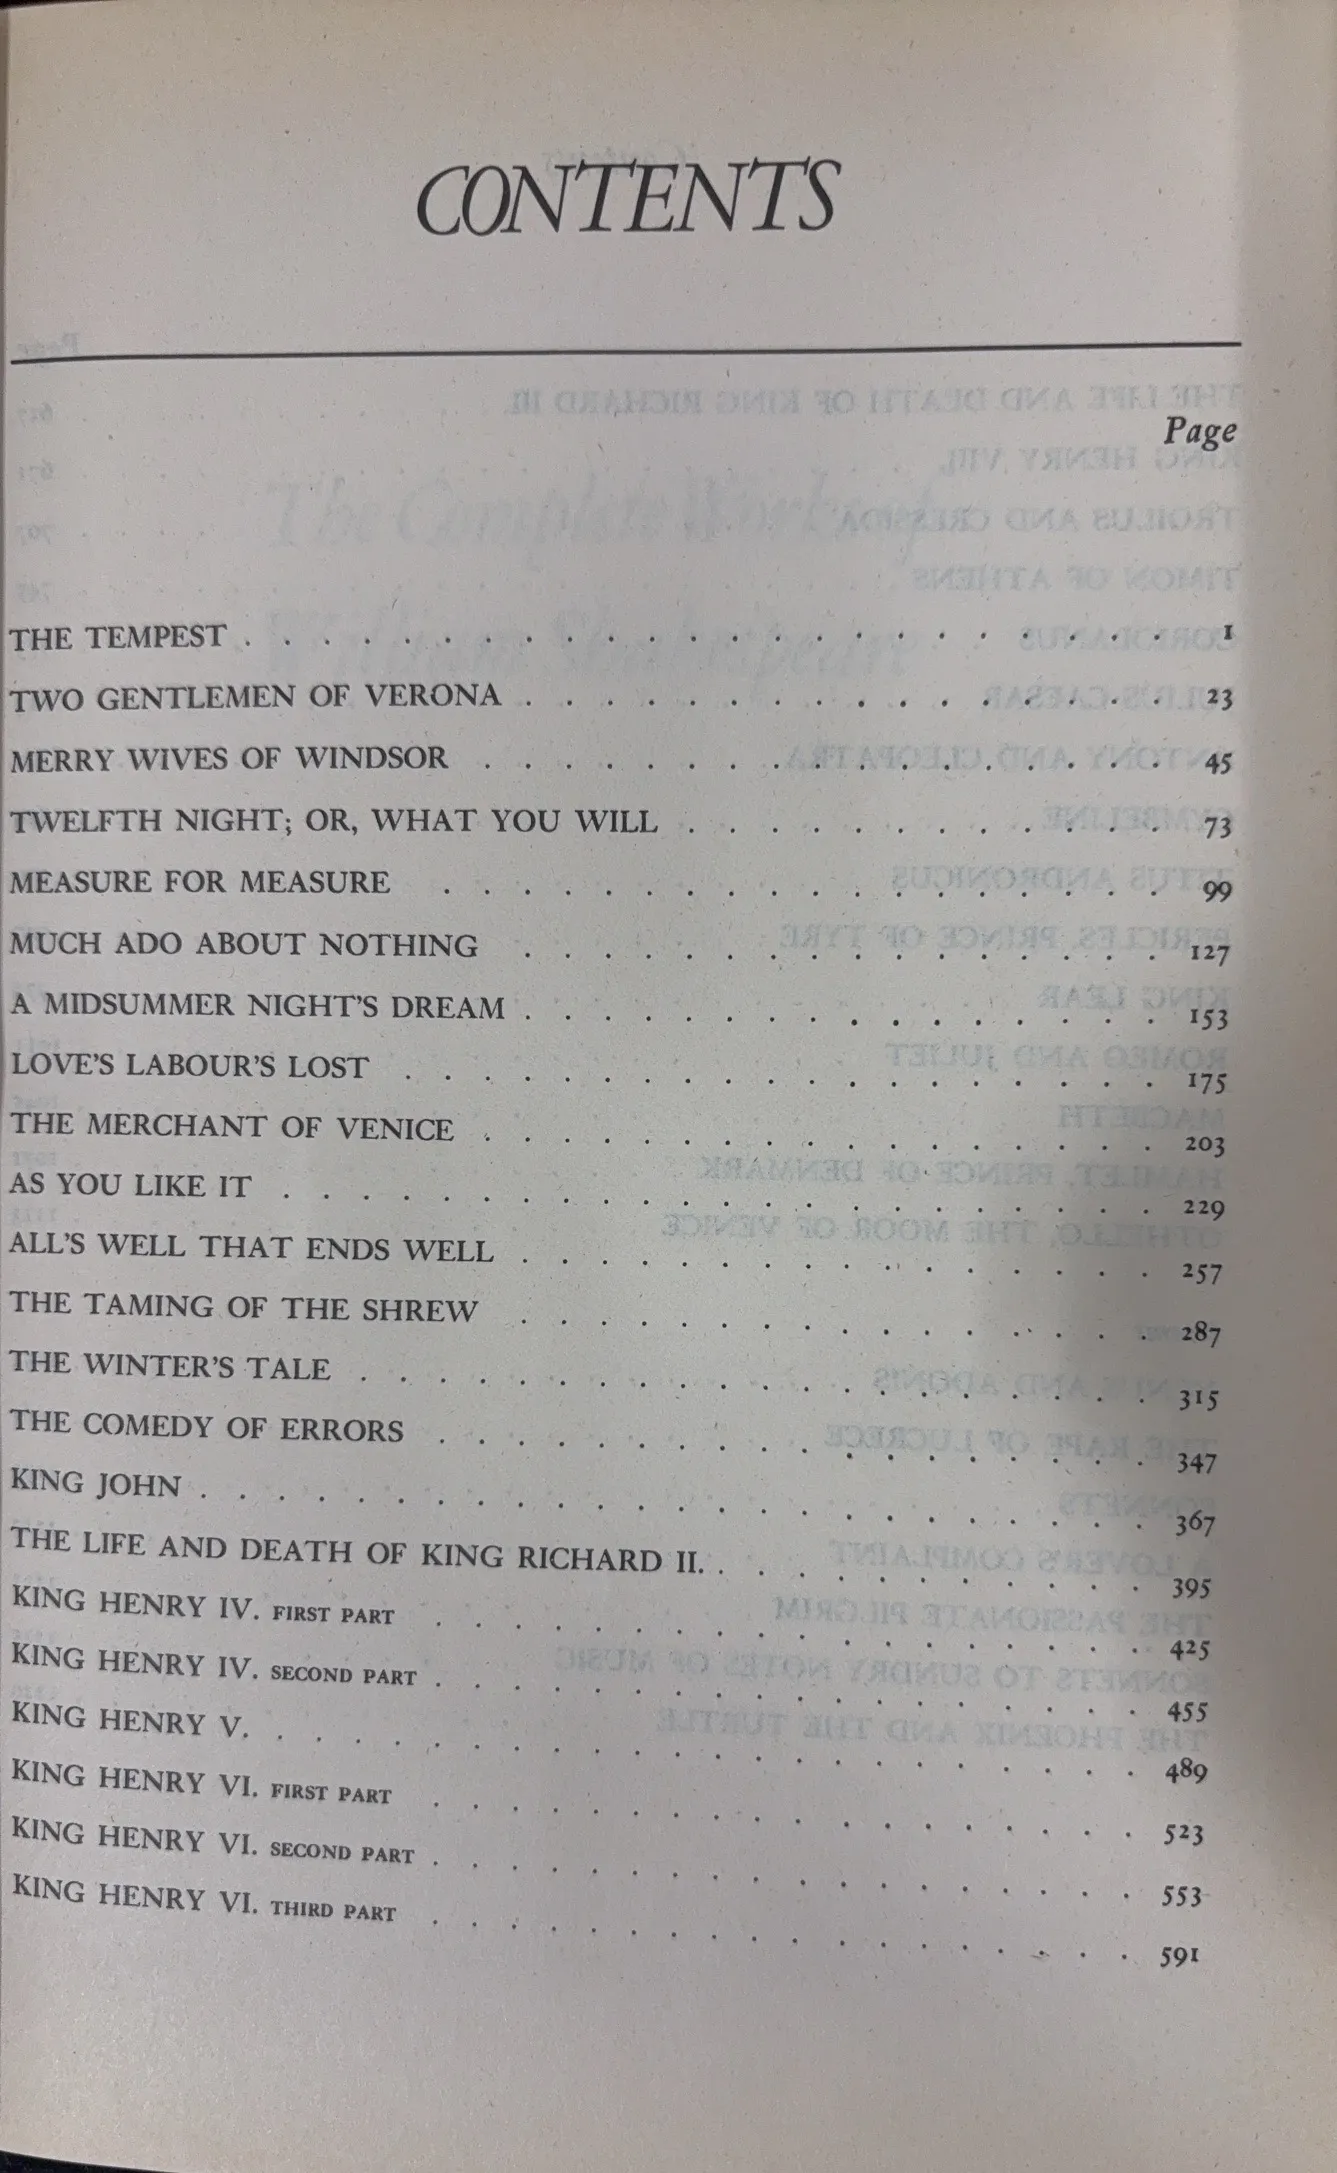 CONTENTS
Page
THE TEMPEST . . . . . . . . . . . . . . . . . . . . . . . . 1
TWO GENTLEMEN OF VERONA . . . . . . . . . . . . . . . . . 23
MERRY WIVES OF WINDSOR . . . . . . . . . . . . . . . . . . 45
TWELFTH NIGHT; OR, WHAT YOU WILL . . . . . . . . . . . . . 73
MEASURE FOR MEASURE . . . . . . . . . . . . . . . . . . . 99
MUCH ADO ABOUT NOTHING . . . . . . . . . . . . . . . . . 127
A MIDSUMMER NIGHT'S DREAM . . . . . . . . . . . . . . . . . 153
LOVE'S LABOUR'S LOST . . . . . . . . . . . . . . . . . . . . 175
THE MERCHANT OF VENICE . . . . . . . . . . . . . . . . . . 203
AS YOU LIKE IT . . . . . . . . . . . . . . . . . . . . . . . 229
ALL'S WELL THAT ENDS WELL . . . . . . . . . . . . . . . . . 257
THE TAMING OF THE SHREW . . . . . . . . . . . . . . . . . 287
THE WINTER'S TALE . . . . . . . . . . . . . . . . . . . . . 315
THE COMEDY OF ERRORS . . . . . . . . . . . . . . . . . . . 347
KING JOHN . . . . . . . . . . . . . . . . . . . . . . . . . 367
THE LIFE AND DEATH OF KING RICHARD II. . . . . . . . . . . . . 395
KING HENRY IV. FIRST PART . . . . . . . . . . . . . . . . . . . 425
KING HENRY IV. SECOND PART . . . . . . . . . . . . . . . . . . 455
KING HENRY V. . . . . . . . . . . . . . . . . . . . . . . . 489
KING HENRY VI. FIRST PART . . . . . . . . . . . . . . . . . . 523
KING HENRY VI. SECOND PART . . . . . . . . . . . . . . . . . . 553
KING HENRY VI. THIRD PART . . . . . . . . . . . . . . . . . . 591